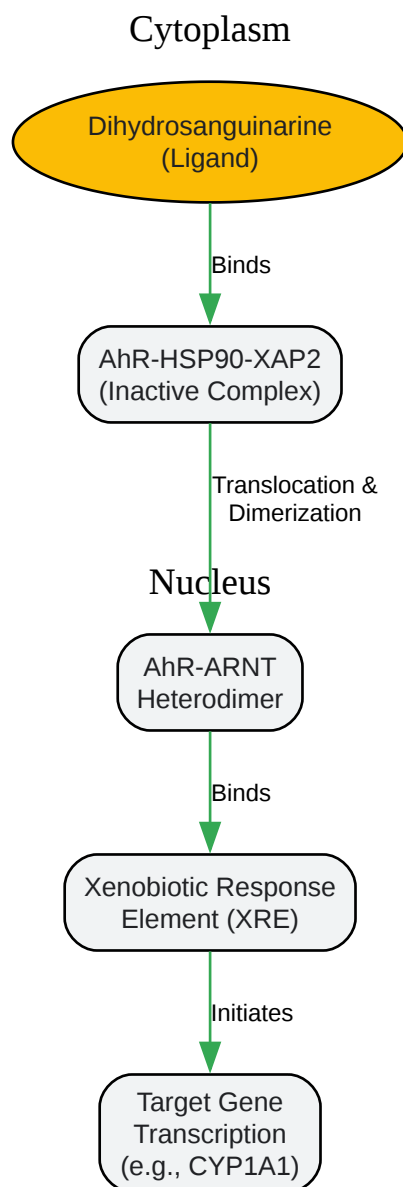 Cytoplasm
Dihydrosanguinarine
(Ligand)
Binds
AhR-HSP90-XAP2
(Inactive Complex)
Translocation &
Dimerization
Nucleus
AhR-ARNT
Heterodimer
Binds
Xenobiotic Response
Element (XRE)
Initiates
Target Gene
Transcription
(e.g., CYP1A1)